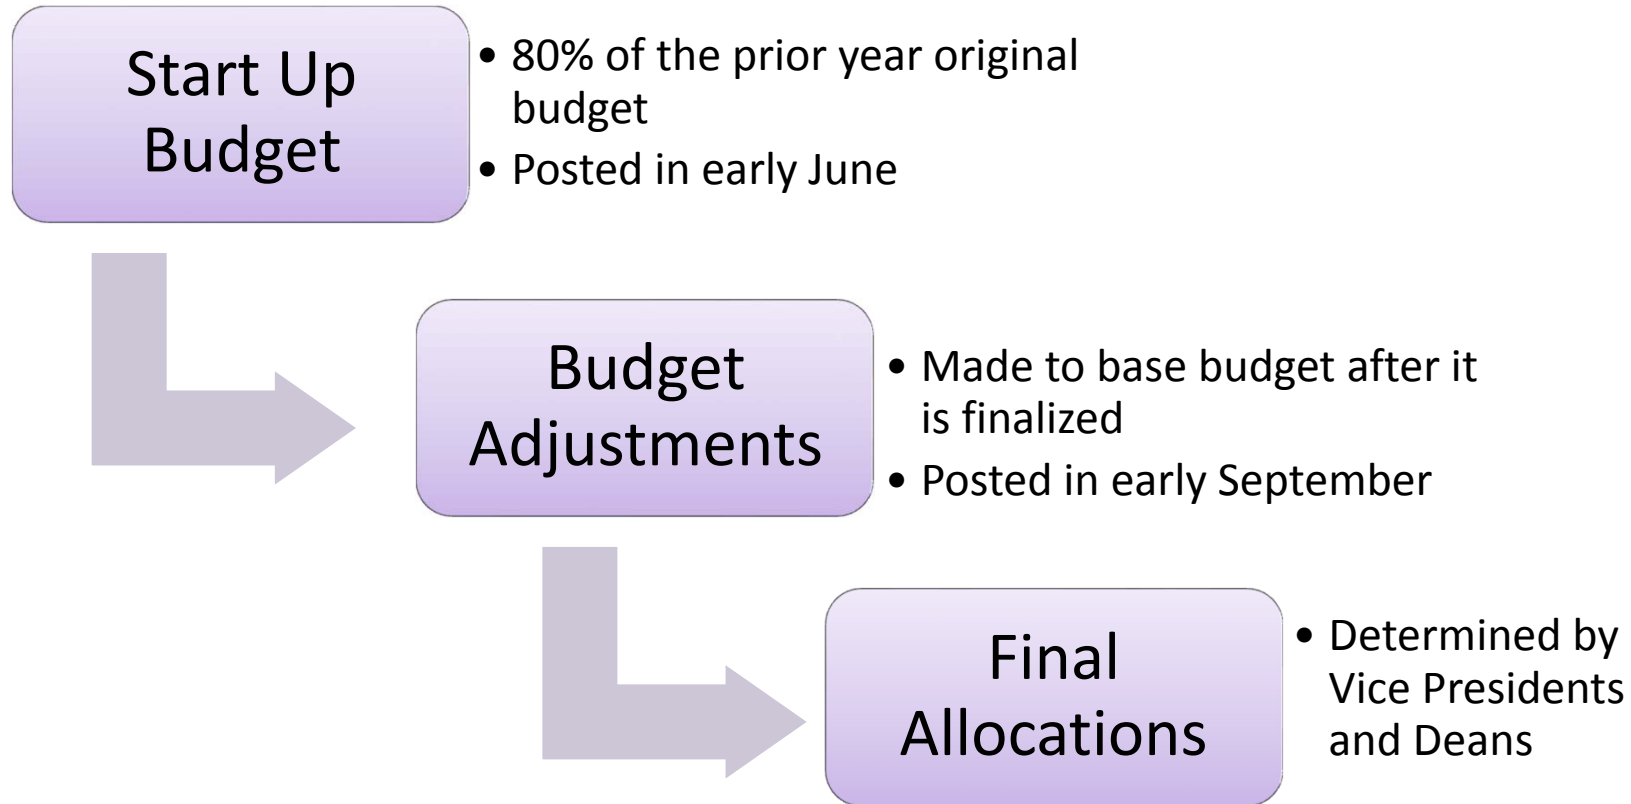 Start Up
Budget
• 80% of the prior year original
budget
• Posted in early June
Budget
Adjustments
• Made to base budget after it
is finalized
• Posted in early September
Final
Allocations
• Determined by
Vice Presidents
and Deans